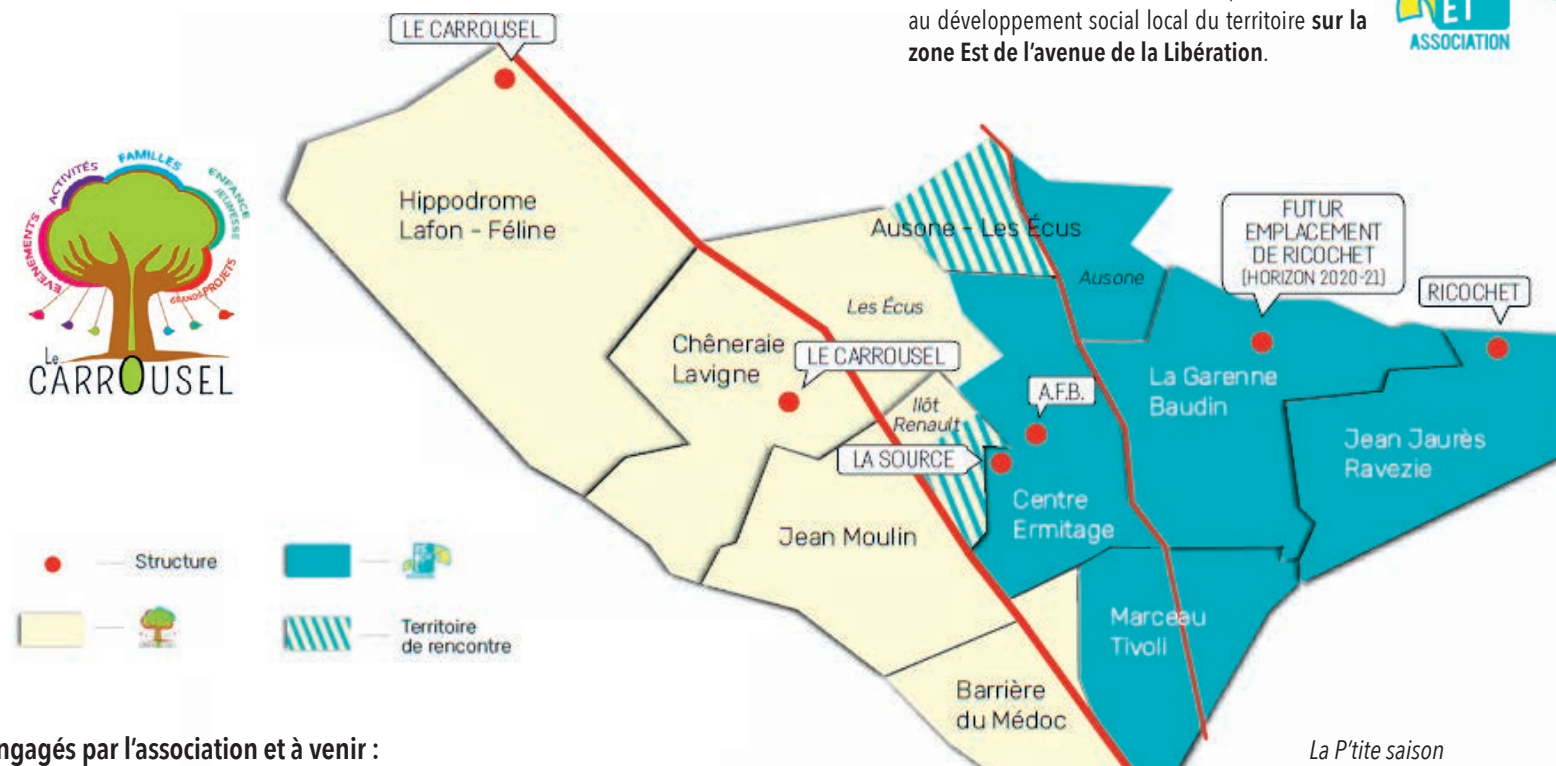 au développement social local du territoire sur la
zone Est de l'avenue de la Libération.
ET
ASSOCIATION
LE CARROUSEL
ÉVÈNEMENTS
ACTIVITÉS
FAMILLES
ENFANCE
JEUNESSE
GRANDS PROJETS
Le
CARROUSEL
Hippodrome
Lafon - Féline
Ausone - Les Écus
Ausone
FUTUR
EMPLACEMENT
DE RICOCHET
(HORIZON 2020-21)
RICOCHET
Les Écus
Chêneraie
Lavigne
LE CARROUSEL
Ilôt
Renault
A.F.B.
La Garenne
Baudin
LA SOURCE
Jean Jaurès
Ravezie
Centre
Ermitage
Jean Moulin
Marceau
Tivoli
Barrière
du Médoc
Structure
Territoire
de rencontre
ngagés par l'association et à venir :
La P'tite saison